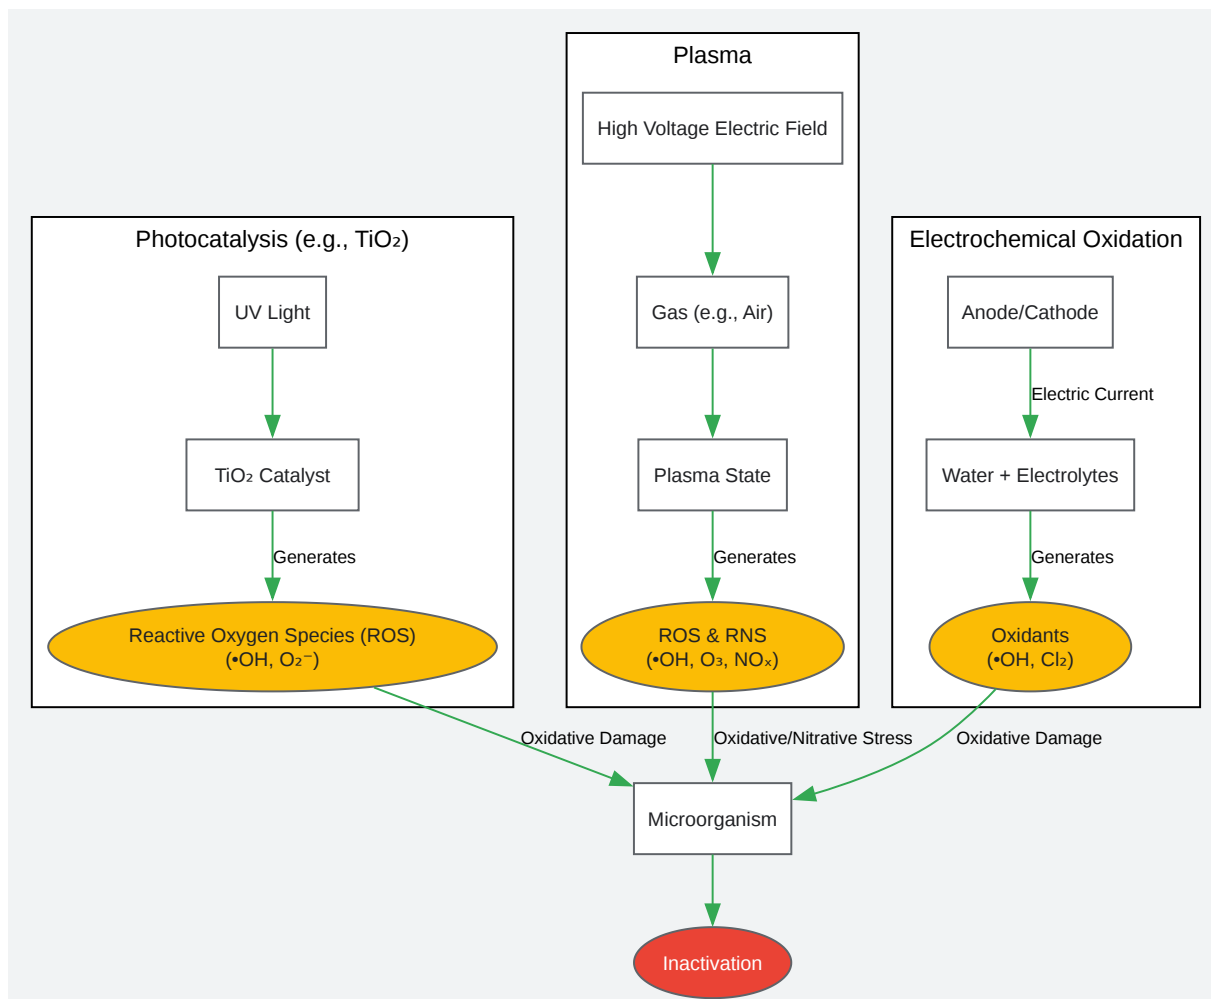 Plasma
High Voltage Electric Field
Photocatalysis (e.g., TiO₂)
Electrochemical Oxidation
UV Light
Gas (e.g., Air)
Anode/Cathode
Electric Current
TiO₂ Catalyst
Plasma State
Water + Electrolytes
Generates
Generates
Generates
Reactive Oxygen Species (ROS)
(•OH, O₂⁻)
ROS & RNS
(•OH, O₃, NOₓ)
Oxidants
(•OH, Cl₂)
Oxidative Damage
Oxidative/Nitrative Stress
Oxidative Damage
Microorganism
Inactivation